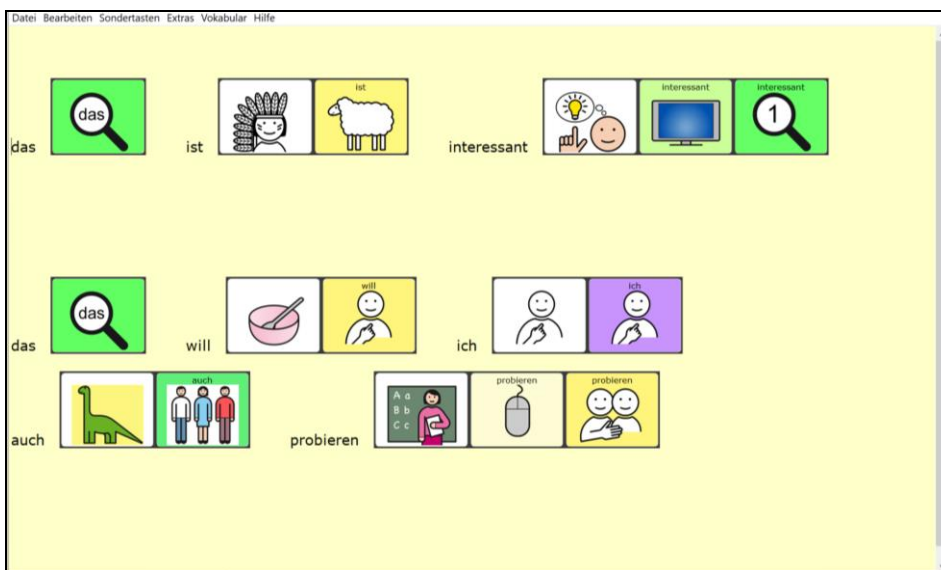 Datei Bearbeiten Sondertasten Extras Vokabular Hilfe
das das ist ist interessant interessant interessant
das das will will ich ich
auch auch probieren A a B b C c probieren probieren
1